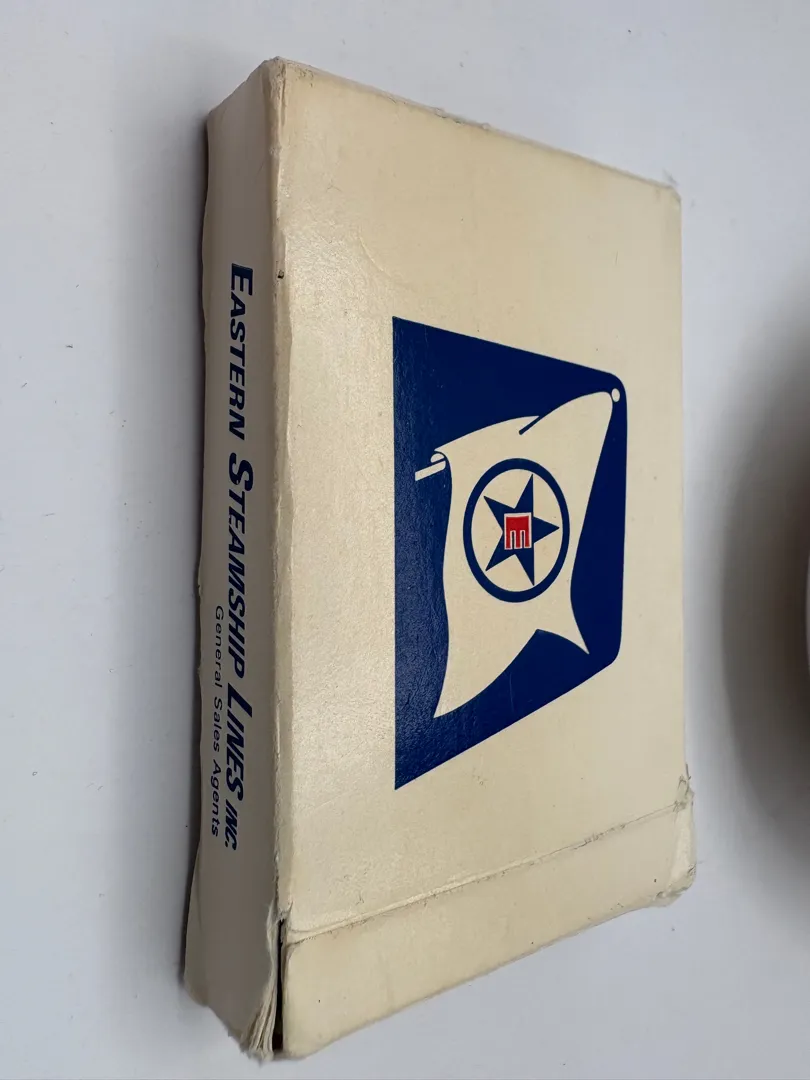 EASTERN STEAMSHIP LINES INC.
General Sales Agents
E